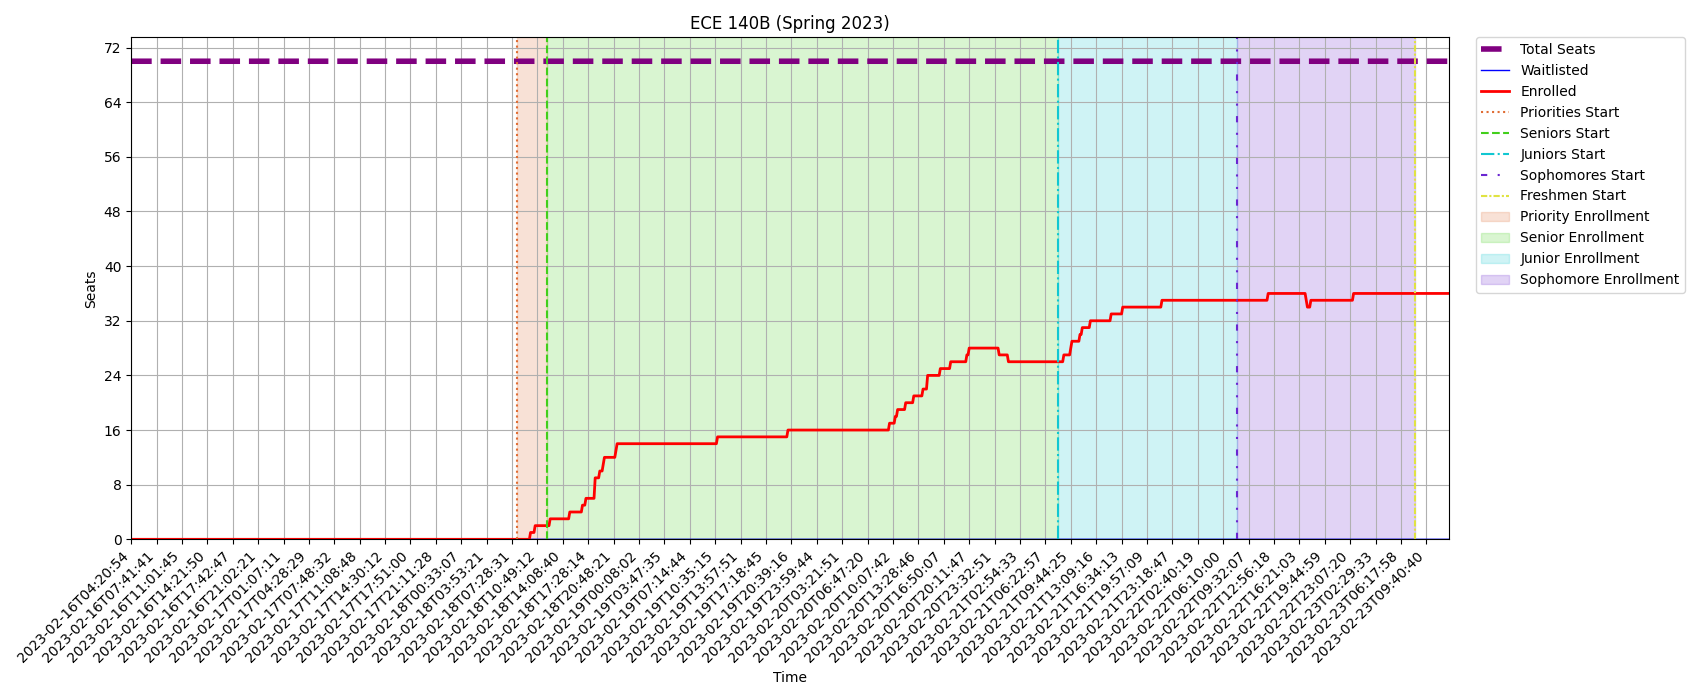 ECE 140B (Spring 2023)
72
64
56
48
40
32
24
16
8
0
Seats
2023-02-16T04:20:54
2023-02-16T07:41:41
2023-02-16T11:01:45
2023-02-16T14:21:50
2023-02-16T17:42:47
2023-02-16T21:02:21
2023-02-17T01:07:11
2023-02-17T04:28:29
2023-02-17T07:48:32
2023-02-17T11:08:48
2023-02-17T14:30:12
2023-02-17T17:51:00
2023-02-17T21:11:28
2023-02-18T00:33:07
2023-02-18T03:53:21
2023-02-18T07:28:31
2023-02-18T10:49:12
2023-02-18T14:08:40
2023-02-18T17:28:14
2023-02-18T20:48:21
2023-02-19T00:08:02
2023-02-19T03:47:35
2023-02-19T07:14:44
2023-02-19T10:35:15
2023-02-19T13:57:51
2023-02-19T17:18:45
2023-02-19T20:39:16
2023-02-19T23:59:44
2023-02-20T03:21:51
2023-02-20T06:47:20
2023-02-20T10:07:42
2023-02-20T13:28:46
2023-02-20T16:50:07
2023-02-20T20:11:47
2023-02-20T23:32:51
2023-02-21T02:54:33
2023-02-21T06:22:57
2023-02-21T09:44:25
2023-02-21T13:09:16
2023-02-21T16:34:13
2023-02-21T19:57:09
2023-02-21T23:18:47
2023-02-22T02:40:19
2023-02-22T06:10:00
2023-02-22T09:32:07
2023-02-22T12:56:18
2023-02-22T16:21:03
2023-02-22T19:44:59
2023-02-22T23:07:20
2023-02-23T02:29:33
2023-02-23T06:17:58
2023-02-23T09:40:40
Time
Total Seats
Waitlisted
Enrolled
Priorities Start
Seniors Start
Juniors Start
Sophomores Start
Freshmen Start
Priority Enrollment
Senior Enrollment
Junior Enrollment
Sophomore Enrollment